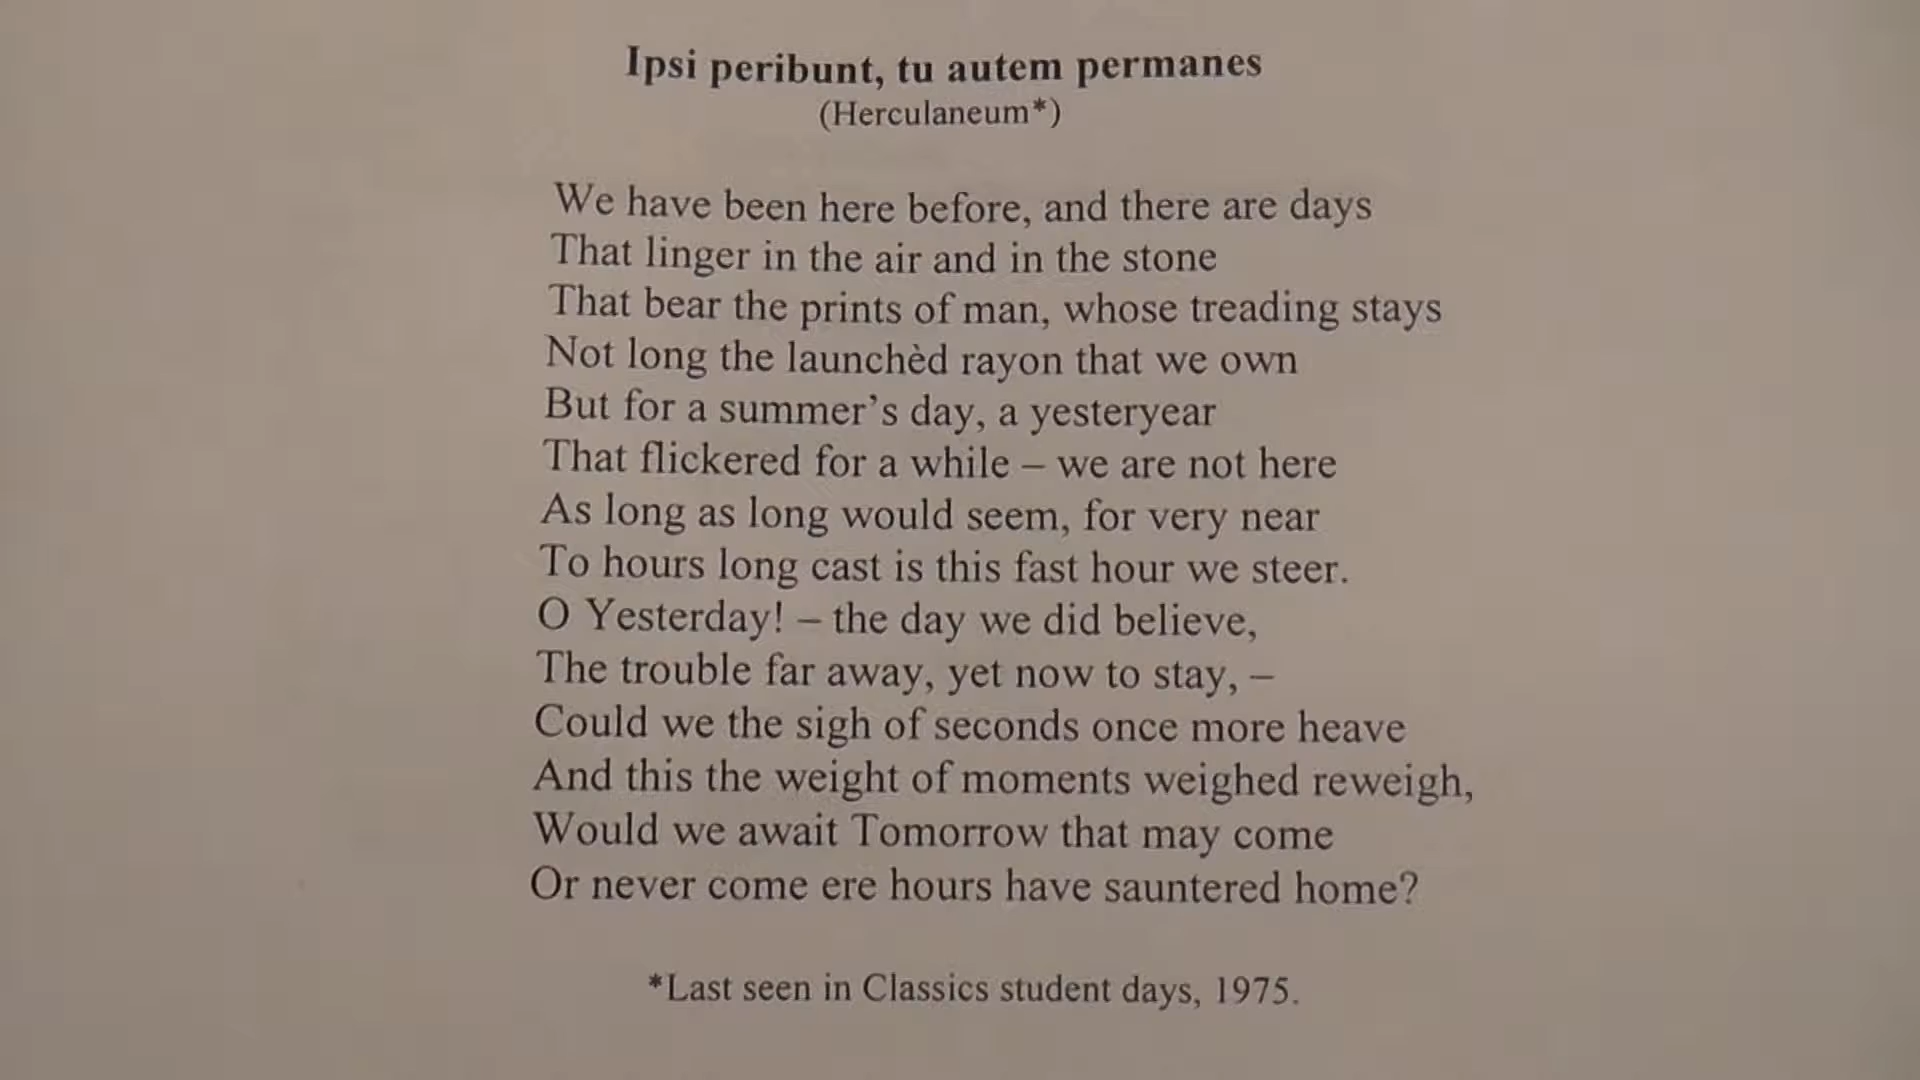 Ipsi peribunt, tu autem permanes
(Herculaneum*)
We have been here before, and there are days
That linger in the air and in the stone
That bear the prints of man, whose treading stays
Not long the launchèd rayon that we own
But for a summer’s day, a yesteryear
That flickered for a while – we are not here
As long as long would seem, for very near
To hours long cast is this fast hour we steer.
O Yesterday! – the day we did believe,
The trouble far away, yet now to stay, –
Could we the sigh of seconds once more heave
And this the weight of moments weighed reweigh,
Would we await Tomorrow that may come
Or never come ere hours have sauntered home?
*Last seen in Classics student days, 1975.